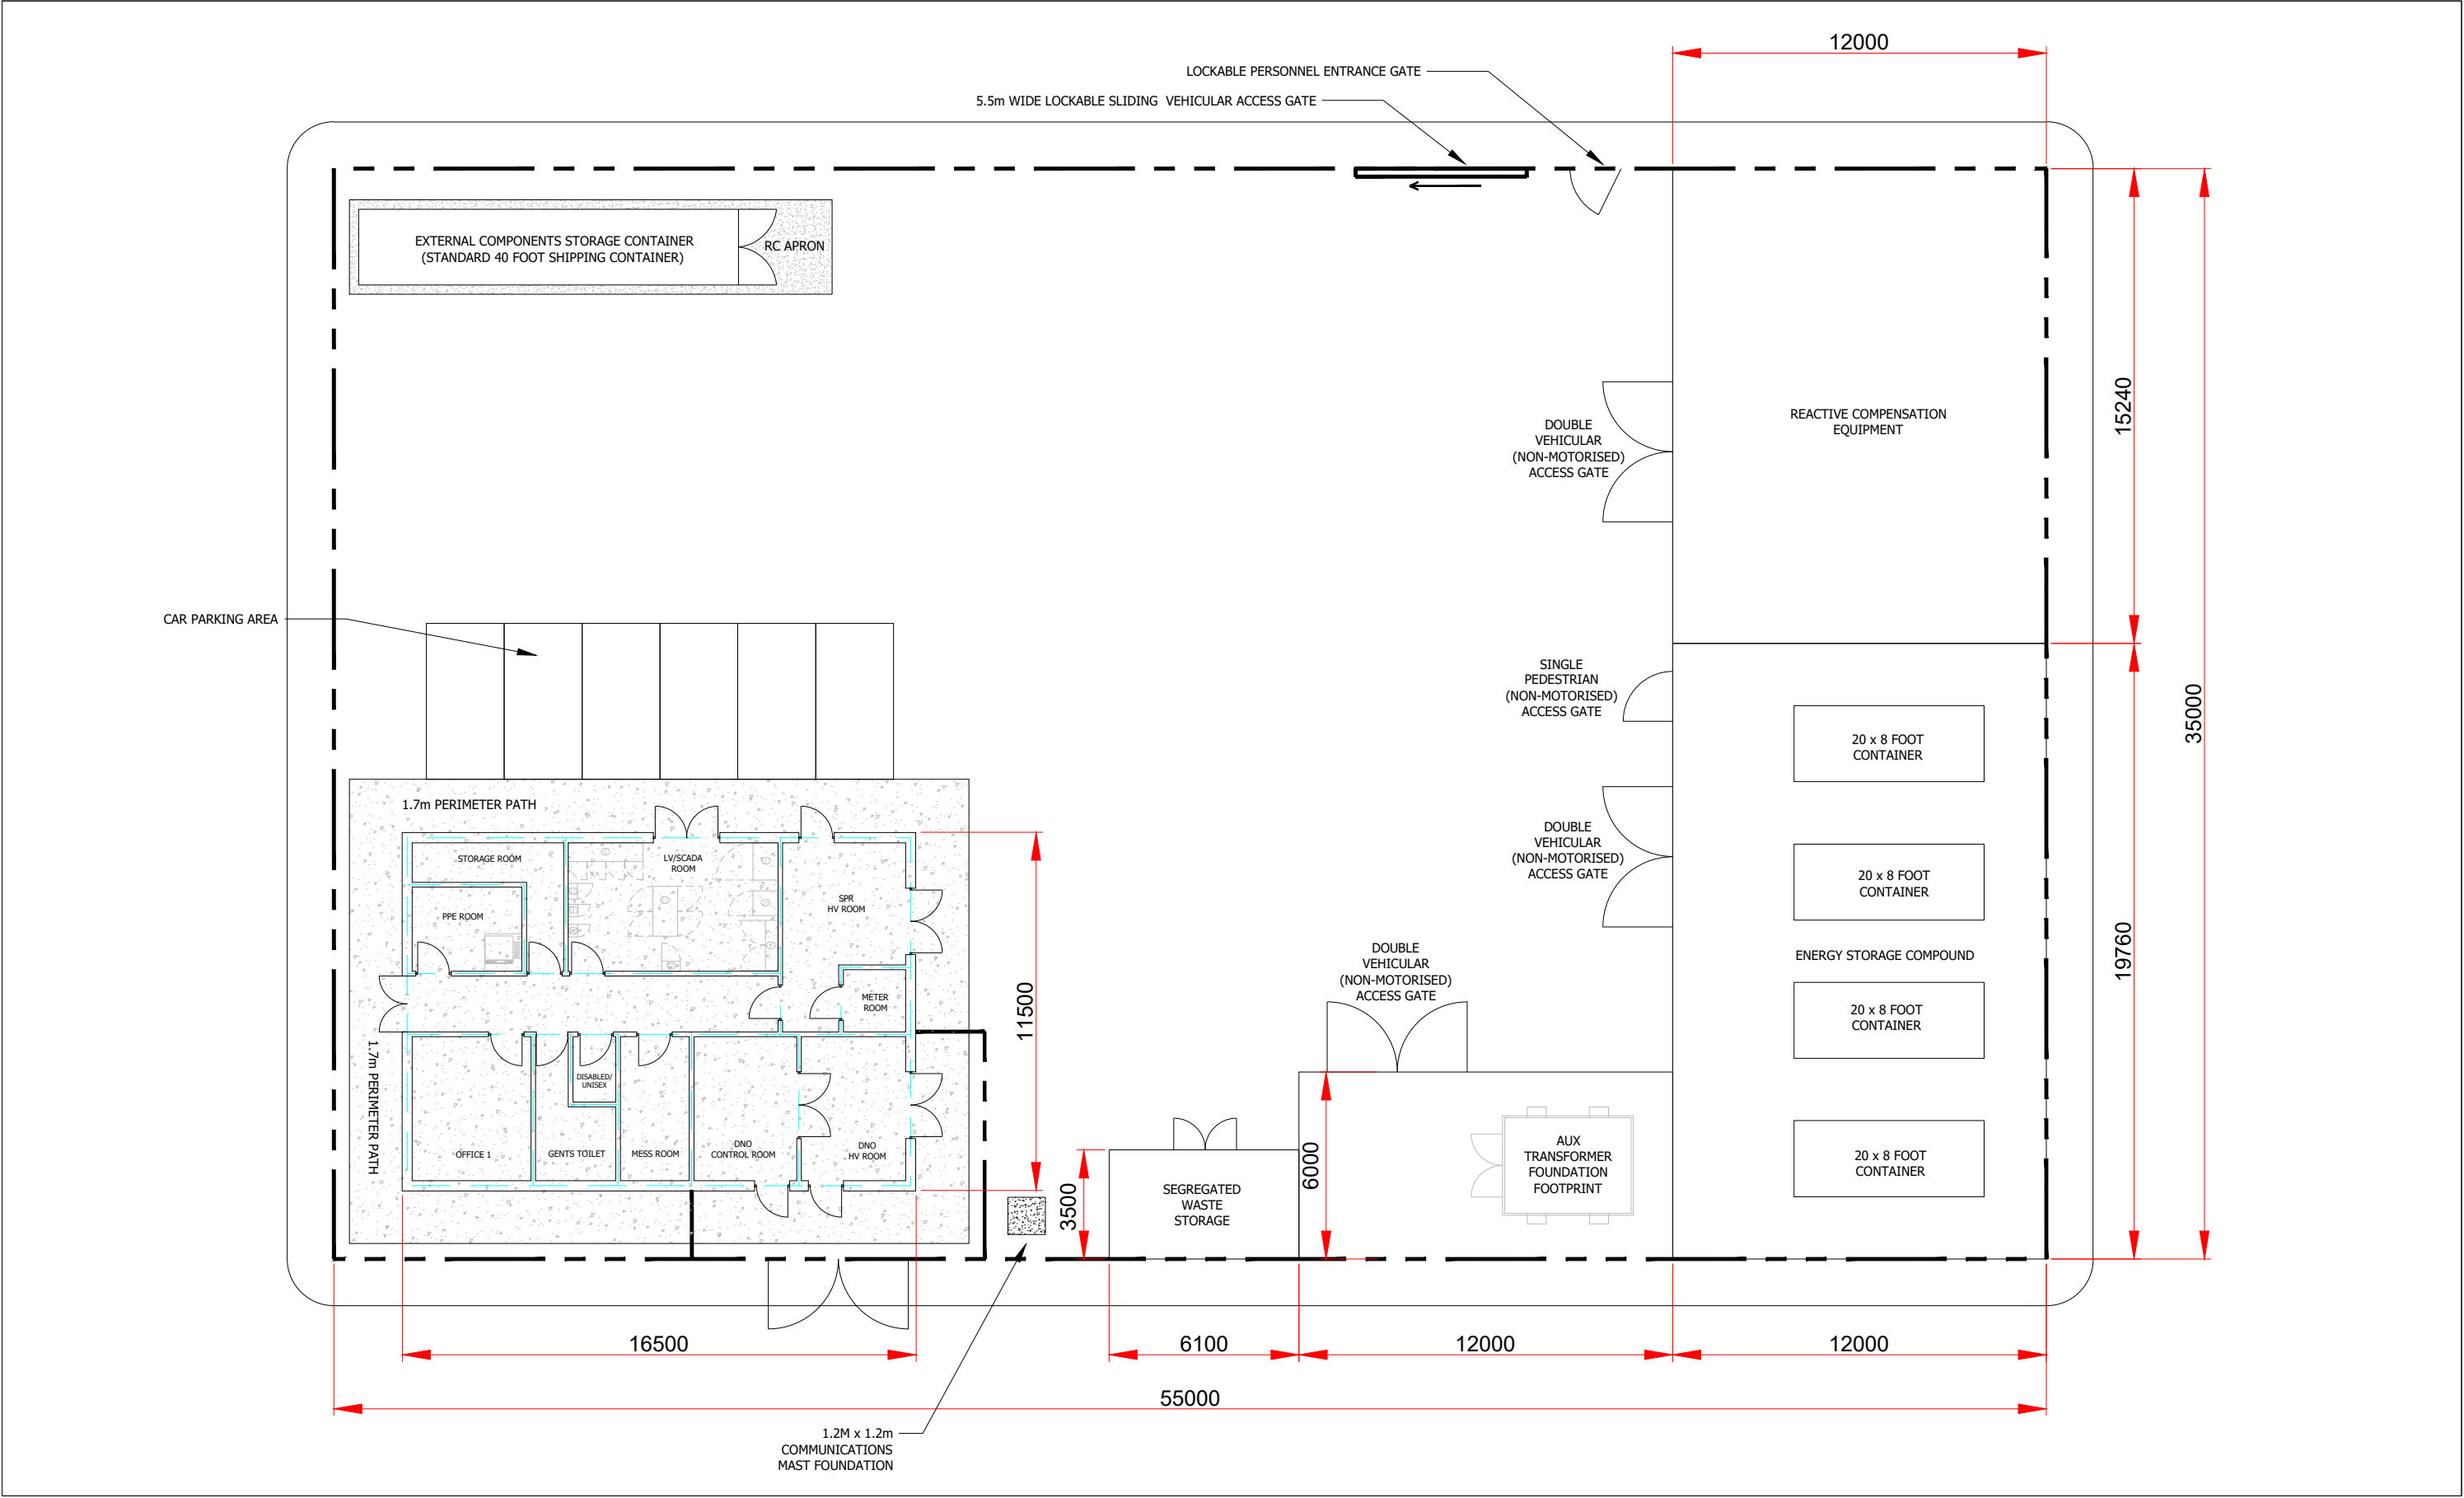 12000
LOCKABLE PERSONNEL ENTRANCE GATE
5.5m WIDE LOCKABLE SLIDING VEHICULAR ACCESS GATE
EXTERNAL COMPONENTS STORAGE CONTAINER
(STANDARD 40 FOOT SHIPPING CONTAINER)
RC APRON
DOUBLE
VEHICULAR
(NON-MOTORISED)
ACCESS GATE
REACTIVE COMPENSATION
EQUIPMENT
15240
35000
CAR PARKING AREA
SINGLE
PEDESTRIAN
(NON-MOTORISED)
ACCESS GATE
20 x 8 FOOT
CONTAINER
1.7m PERIMETER PATH
STORAGE ROOM
LV/SCADA
ROOM
PPE ROOM
SPR
HV ROOM
METER
ROOM
11500
DOUBLE
VEHICULAR
(NON-MOTORISED)
ACCESS GATE
20 x 8 FOOT
CONTAINER
ENERGY STORAGE COMPOUND
19760
DOUBLE
VEHICULAR
(NON-MOTORISED)
ACCESS GATE
20 x 8 FOOT
CONTAINER
1.7m PERIMETER PATH
DISABLED/
UNISEX
OFFICE 1
GENTS TOILET
MESS ROOM
DNO
CONTROL ROOM
DNO
HV ROOM
3500
SEGREGATED
WASTE
STORAGE
6000
AUX
TRANSFORMER
FOUNDATION
FOOTPRINT
20 x 8 FOOT
CONTAINER
16500
6100
12000
12000
55000
1.2M x 1.2m
COMMUNICATIONS
MAST FOUNDATION